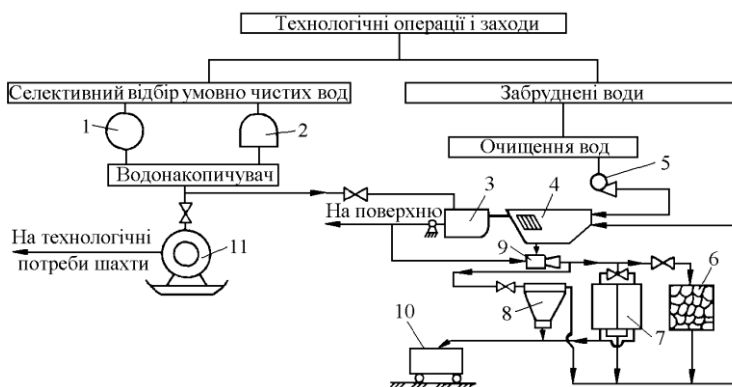 Технологічні операції і заходи
Селективний відбір умовно чистих вод
Забруднені води
1
2
Очищення вод
5
Водонакопичувач
3
4
На поверхню
На технологічні
потреби шахти
11
9
6
8
7
10